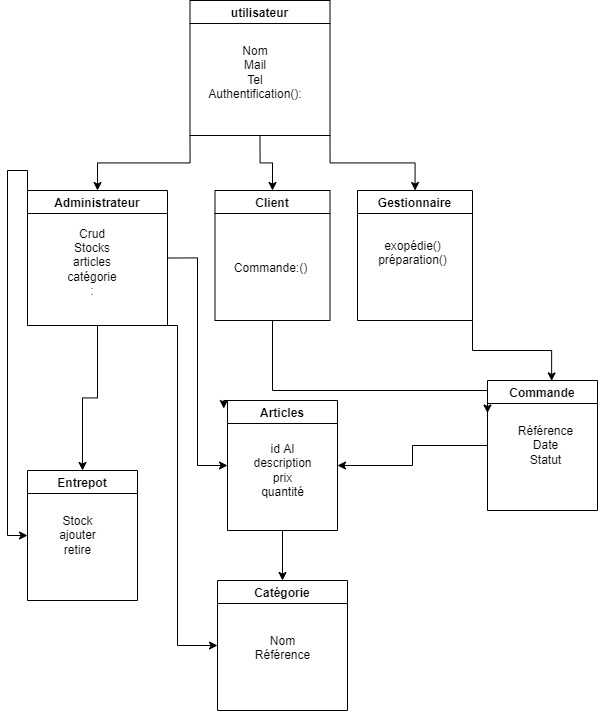 utilisateur
Nom
Mail
Tel
Authentification():
Administrateur
Crud
Stocks
articles
catégorie
:
Client
Commande:()
Gestionnaire
exopédie()
préparation()
Commande
Référence
Date
Statut
Articles
id AI
description
prix
quantité
Entrepot
Stock
ajouter
retire
Catégorie
Nom
Référence